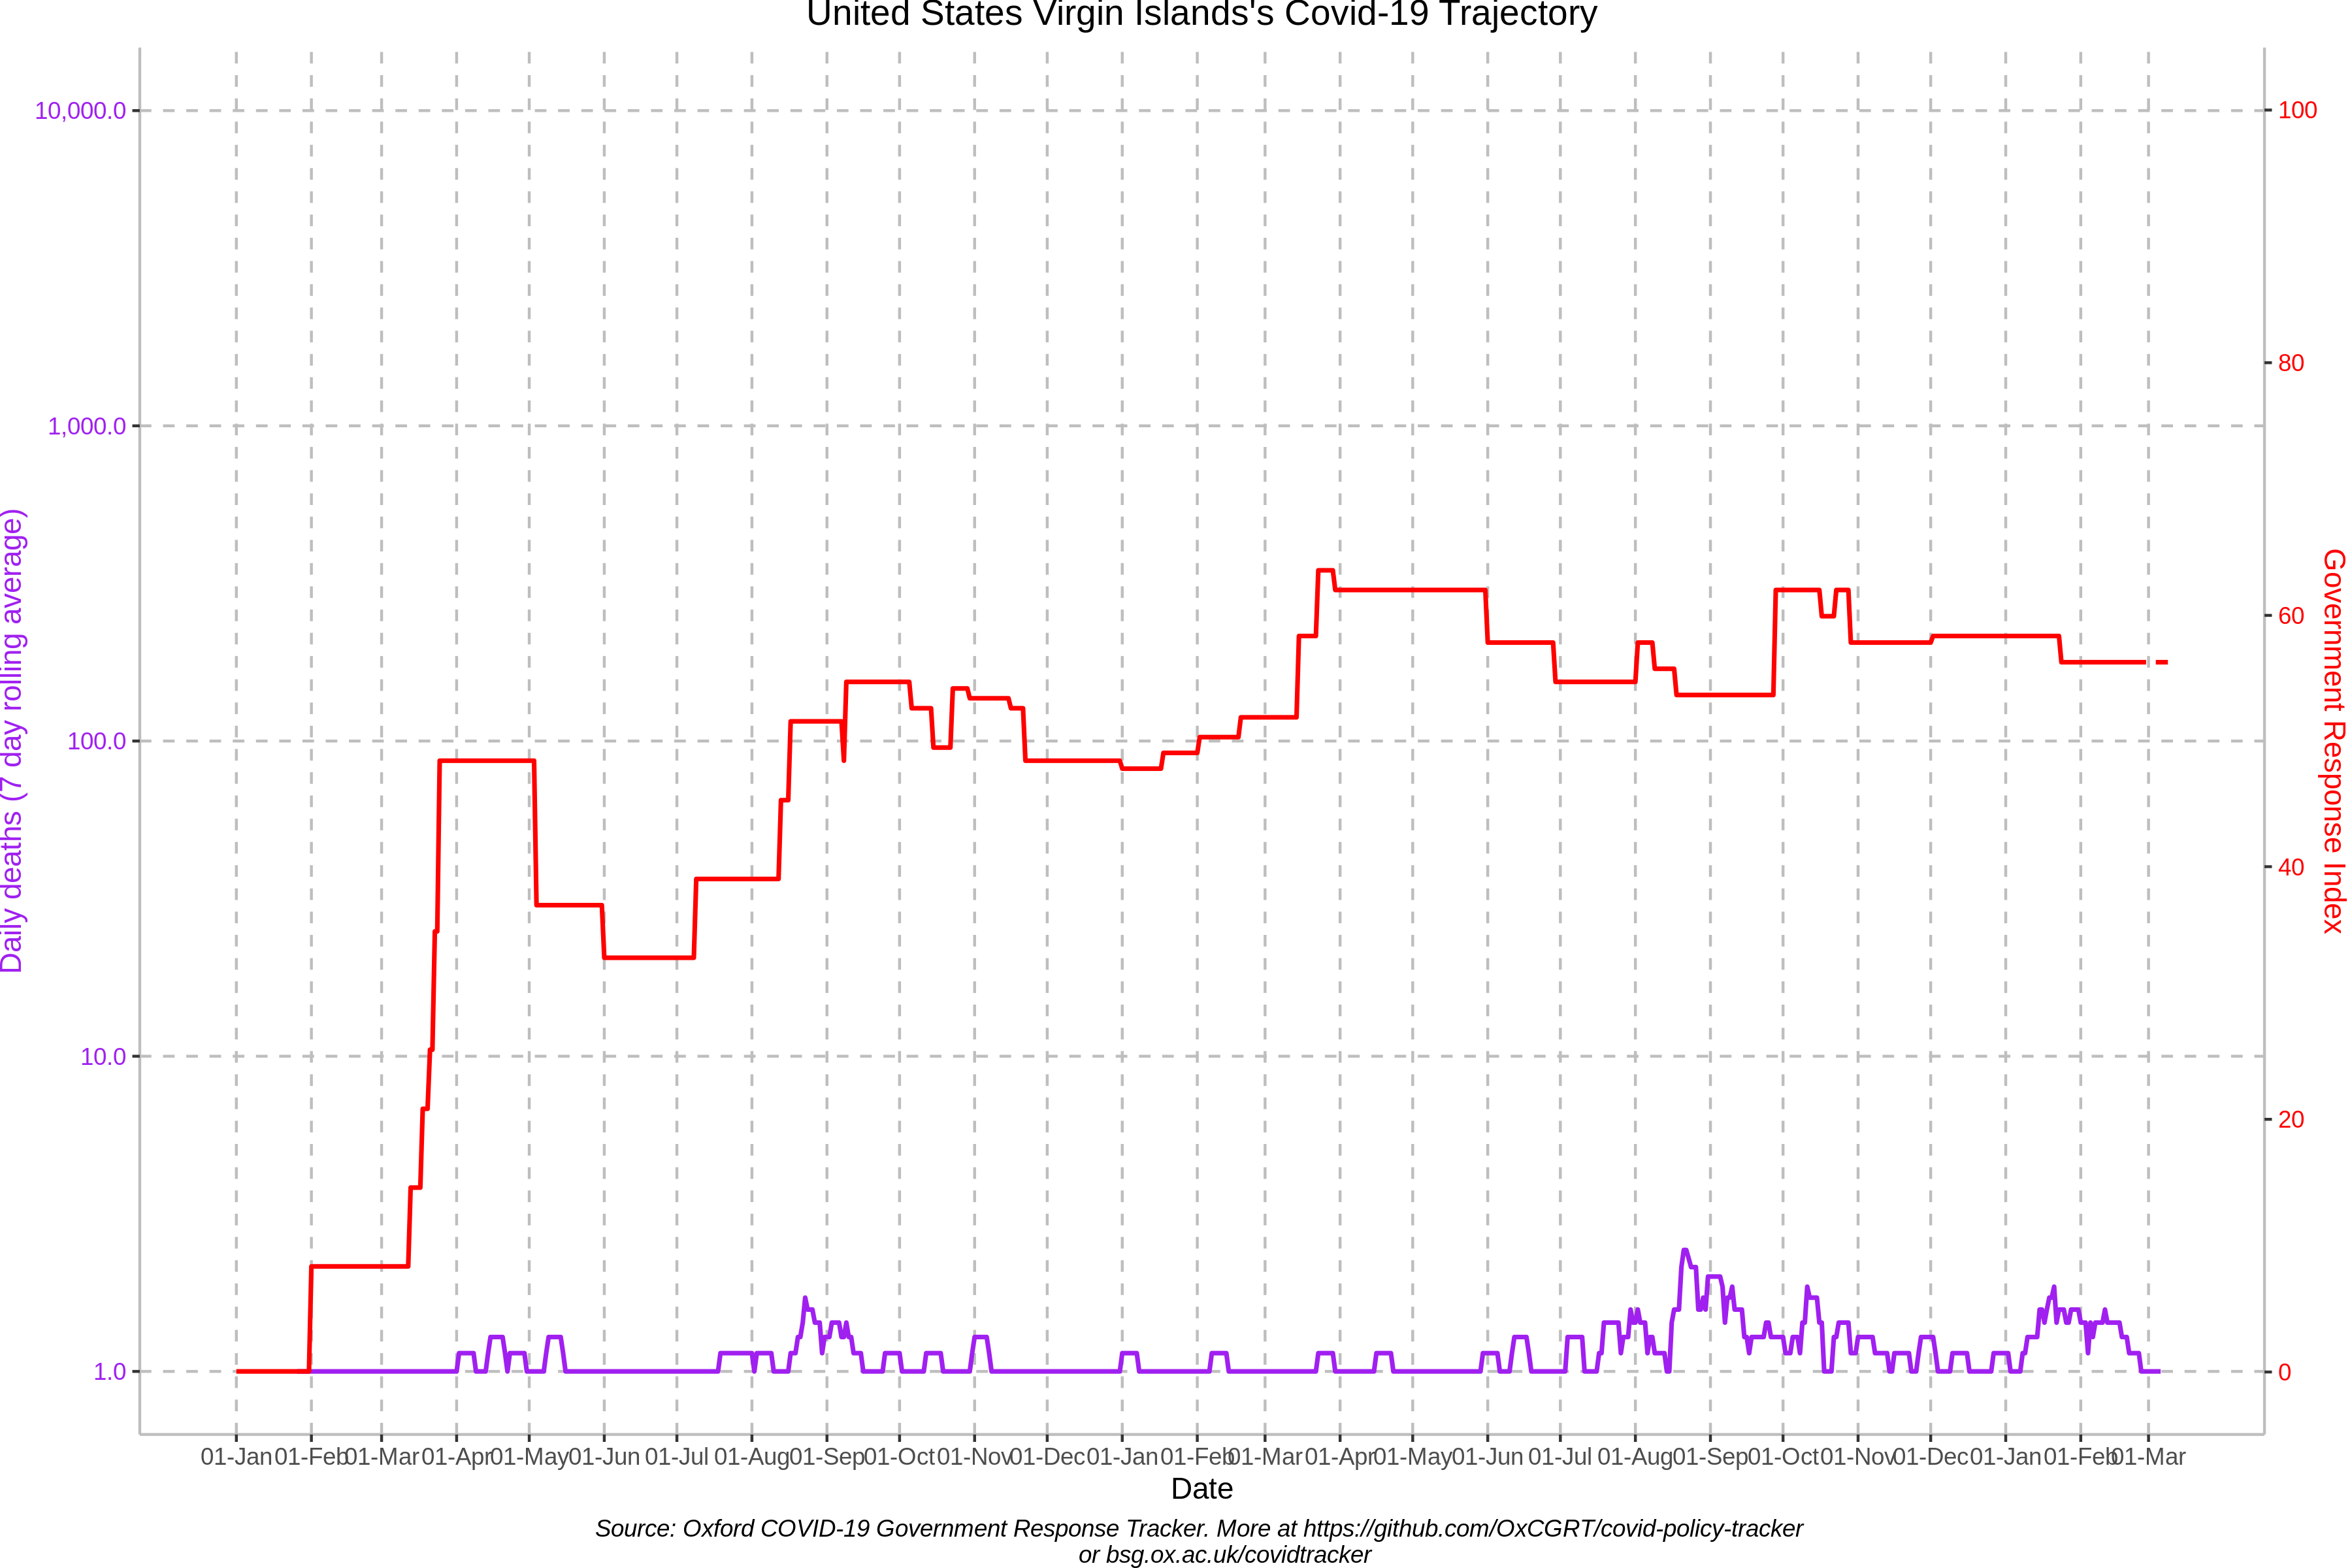 United States Virgin Islands's Covid-19 Trajectory
10,000.0
1,000.0
100.0
10.0
1.0
Daily deaths (7 day rolling average)
100
80
60
40
20
0
Government Response Index
01-Jan 01-Feb 01-Mar 01-Apr 01-May 01-Jun 01-Jul 01-Aug 01-Sep 01-Oct 01-Nov 01-Dec 01-Jan 01-Feb 01-Mar 01-Apr 01-May 01-Jun 01-Jul 01-Aug 01-Sep 01-Oct 01-Nov 01-Dec 01-Jan 01-Feb 01-Mar
Date
Source: Oxford COVID-19 Government Response Tracker. More at https://github.com/OxCGRT/covid-policy-tracker
or bsg.ox.ac.uk/covidtracker